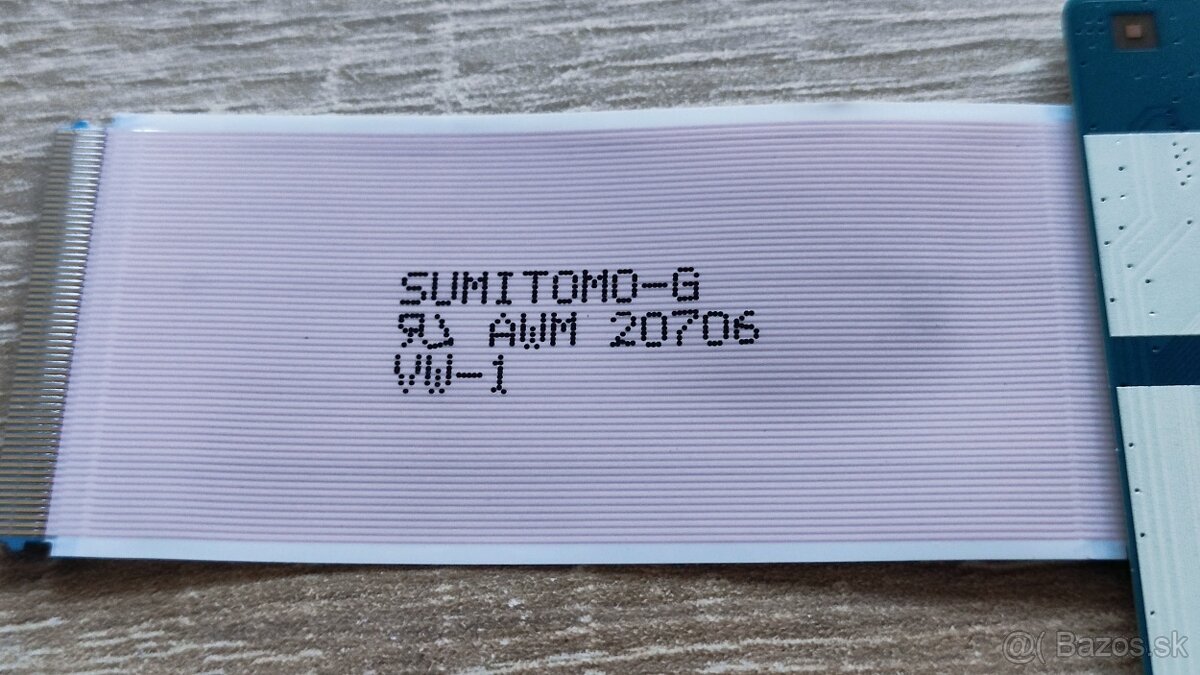 SUMITOMO-G
AWM 20706
VW-1
@( Bazos.sk